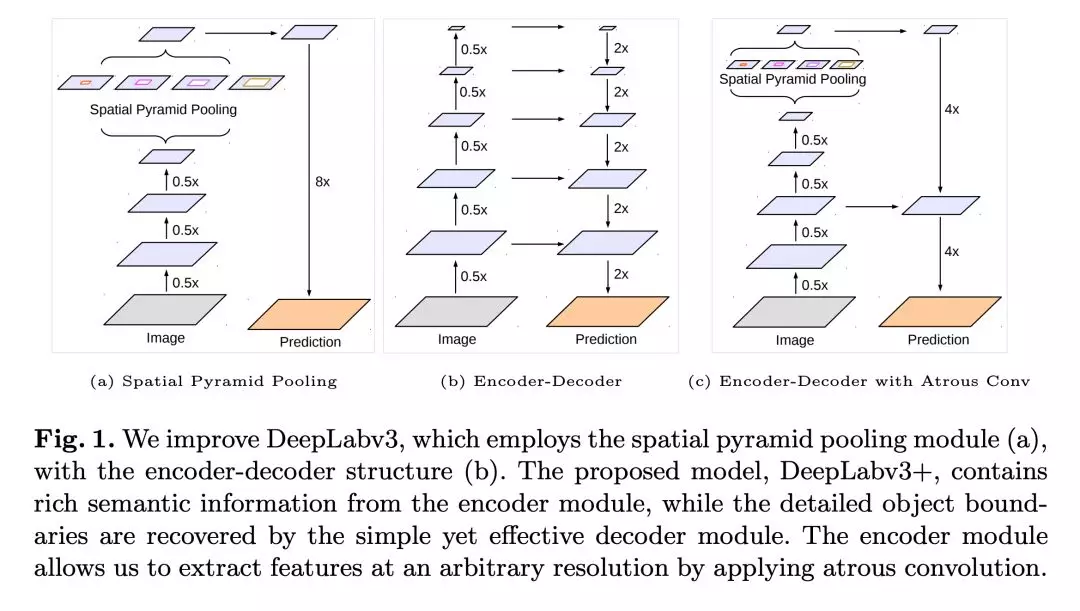 Spatial Pyramid Pooling
0.5x
0.5x
0.5x
8x
Image
Prediction
(a) Spatial Pyramid Pooling
0.5x
0.5x
0.5x
0.5x
0.5x
2x
2x
2x
2x
2x
Image
Prediction
(b) Encoder-Decoder
Spatial Pyramid Pooling
0.5x
0.5x
0.5x
0.5x
4x
4x
Image
Prediction
(c) Encoder-Decoder with Atrous Conv
Fig. 1. We improve DeepLabv3, which employs the spatial pyramid pooling module (a),
with the encoder-decoder structure (b). The proposed model, DeepLabv3+, contains
rich semantic information from the encoder module, while the detailed object bound-
aries are recovered by the simple yet effective decoder module. The encoder module
allows us to extract features at an arbitrary resolution by applying atrous convolution.